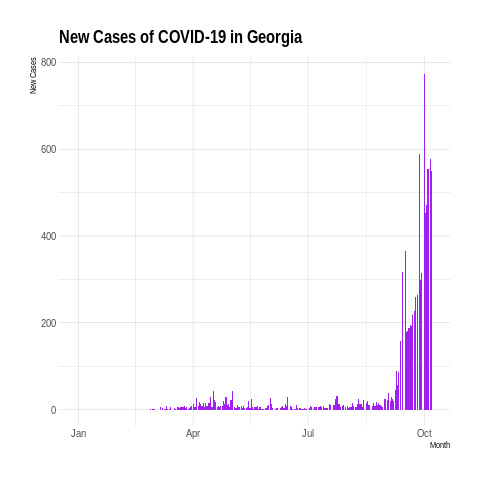 New Cases of COVID-19 in Georgia
New Cases
800
600
400
200
0
Jan Apr Jul Oct
Month